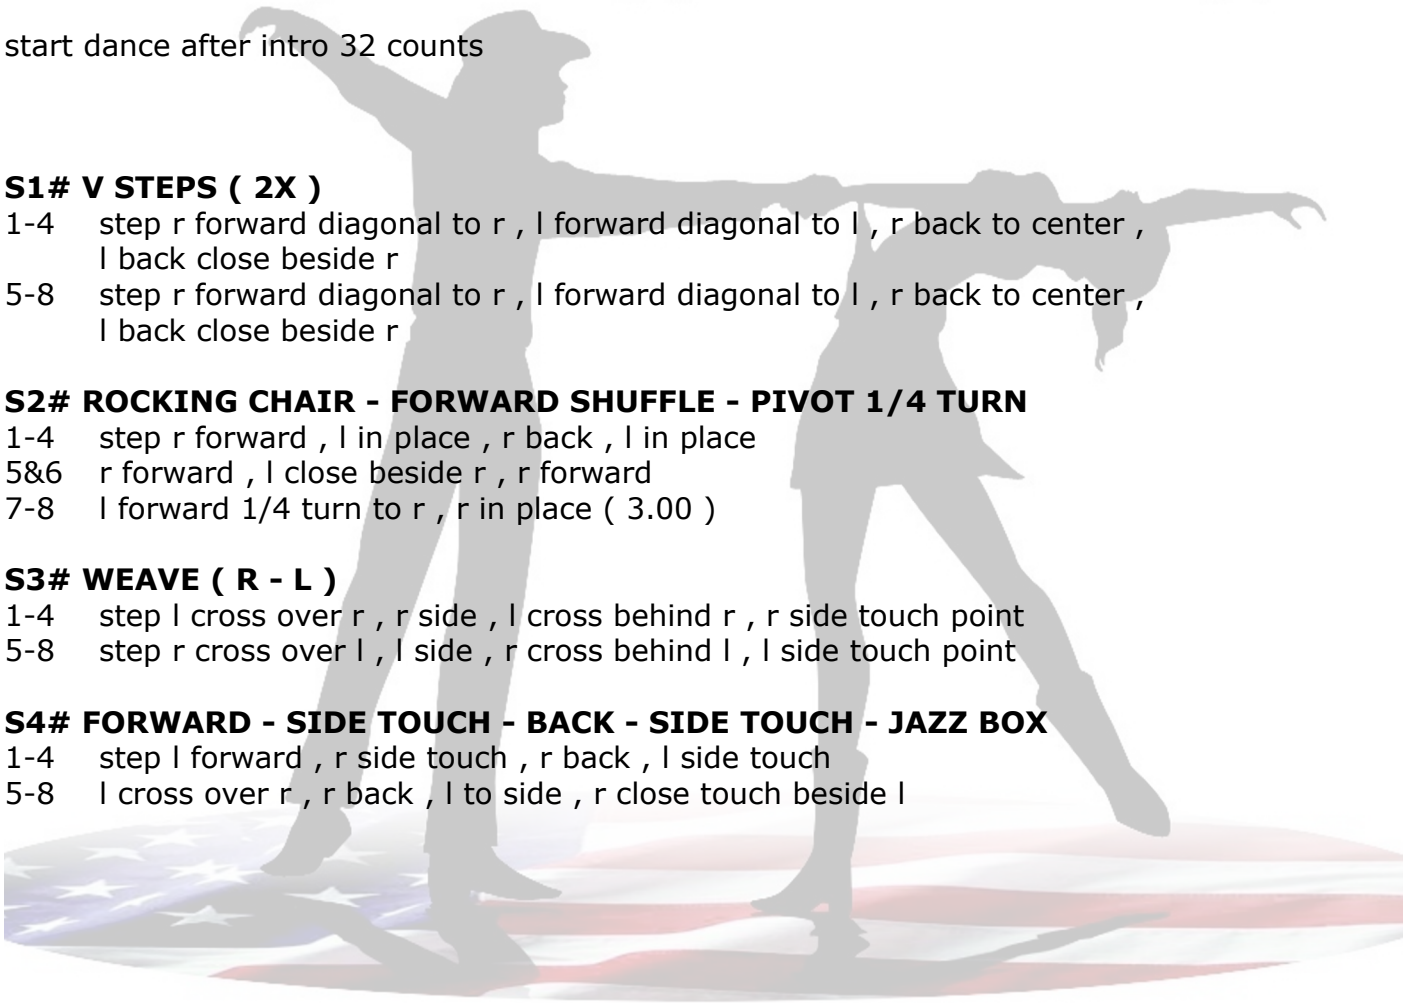 start dance after intro 32 counts
S1# V STEPS ( 2X )
1-4 step r forward diagonal to r , l forward diagonal to l , r back to center ,
l back close beside r
5-8 step r forward diagonal to r , l forward diagonal to l , r back to center ,
l back close beside r
S2# ROCKING CHAIR - FORWARD SHUFFLE - PIVOT 1/4 TURN
1-4 step r forward , l in place , r back , l in place
5&6 r forward , l close beside r , r forward
7-8 l forward 1/4 turn to r , r in place ( 3.00 )
S3# WEAVE ( R - L )
1-4 step l cross over r , r side , l cross behind r , r side touch point
5-8 step r cross over l , l side , r cross behind l , l side touch point
S4# FORWARD - SIDE TOUCH - BACK - SIDE TOUCH - JAZZ BOX
1-4 step l forward , r side touch , r back , l side touch
5-8 l cross over r , r back , l to side , r close touch beside l